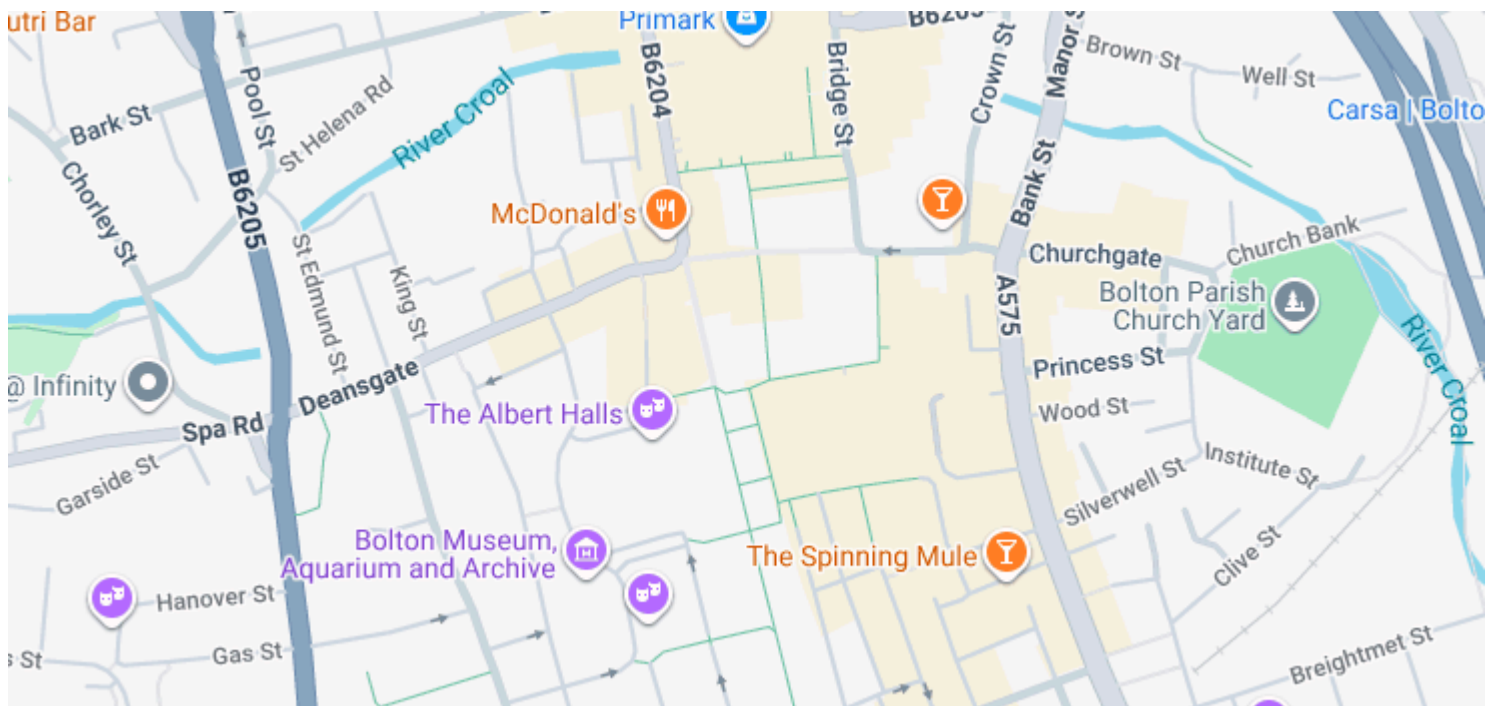 utri Bar
Primark
B6205
Manor S
Brown St
Well St
Carsa | Bolto
Pool St
Bark St
St Helena Rd
River Croal
B6204
Bridge St
Crown St
Bank St
Chorley St
B6205
McDonald's
St Edmund St
King St
Churchgate
Church Bank
A575
Bolton Parish
Church Yard
River Croal
@ Infinity
Deansgate
Spa Rd
The Albert Halls
Princess St
Wood St
Garside St
Silverwell St
Institute St
Bolton Museum,
Aquarium and Archive
The Spinning Mule
Clive St
Hanover St
Gas St
s St
Breightmet St